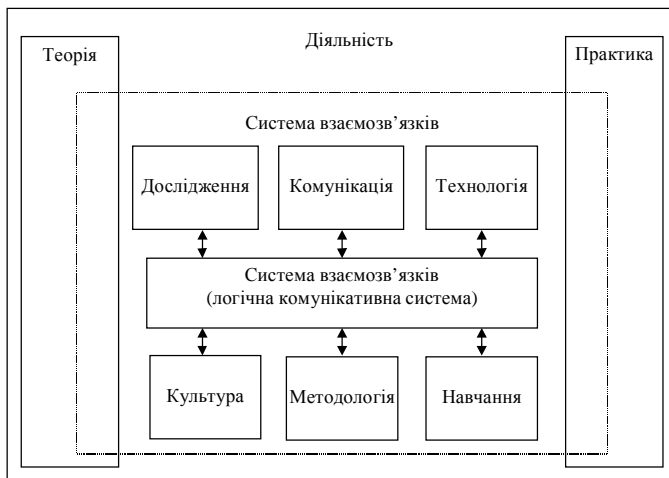 Діяльність
Теорія
Практика
Система взаємозв’язків
Дослідження
Комунікація
Технологія
Система взаємозв’язків
(логічна комунікативна система)
Культура
Методологія
Навчання